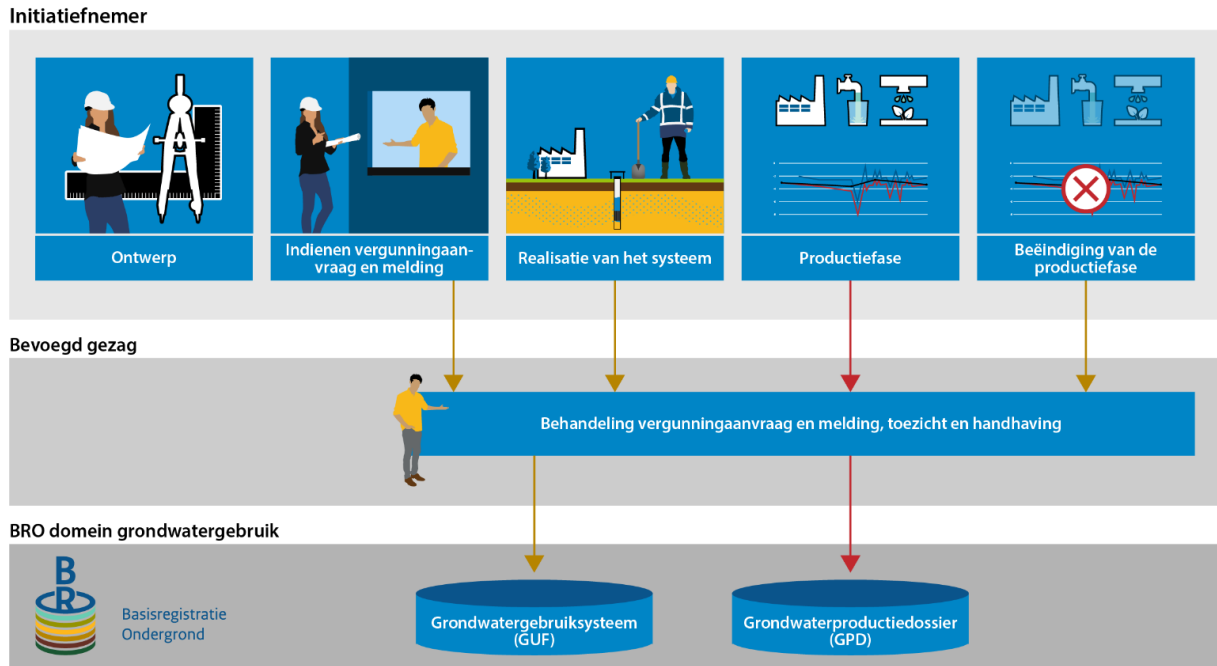 Initiatiefnemer
Ontwerp
Indienen vergunningaan-
vraag en melding
Realisatie van het systeem
Productiefase
Beëindiging van de
productiefase
Bevoegd gezag
Behandeling vergunningaanvraag en melding, toezicht en handhaving
BRO domein grondwatergebruik
B
R
Basisregistratie
Ondergrond
Grondwatergebruiksysteem
(GUF)
Grondwaterproductiedossier
(GPD)